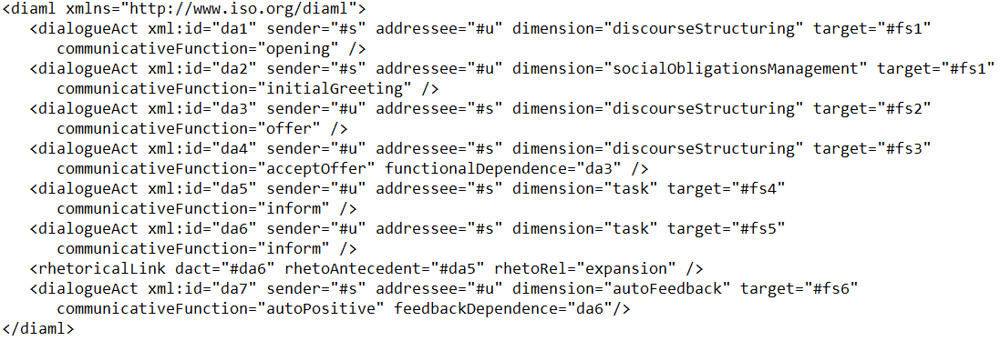 <diaml xmlns="http://www.iso.org/diaml">
<dialogueAct xml:id="da1" sender="#s" addressee="#u" dimension="discourseStructuring" target="#fs1"
communicativeFunction="opening" />
<dialogueAct xml:id="da2" sender="#s" addressee="#u" dimension="socialObligationsManagement" target="#fs1"
communicativeFunction="initialGreeting" />
<dialogueAct xml:id="da3" sender="#u" addressee="#s" dimension="discourseStructuring" target="#fs2"
communicativeFunction="offer" />
<dialogueAct xml:id="da4" sender="#u" addressee="#s" dimension="discourseStructuring" target="#fs3"
communicativeFunction="acceptOffer" functionalDependence="da3" />
<dialogueAct xml:id="da5" sender="#u" addressee="#s" dimension="task" target="#fs4"
communicativeFunction="inform" />
<dialogueAct xml:id="da6" sender="#u" addressee="#s" dimension="task" target="#fs5"
communicativeFunction="inform" />
<rhetoricalLink dact="#da6" rhetoAntecedent="#da5" rhetoRel="expansion" />
<dialogueAct xml:id="da7" sender="#s" addressee="#u" dimension="autoFeedback" target="#fs6"
communicativeFunction="autoPositive" feedbackDependence="da6"/>
</diaml>